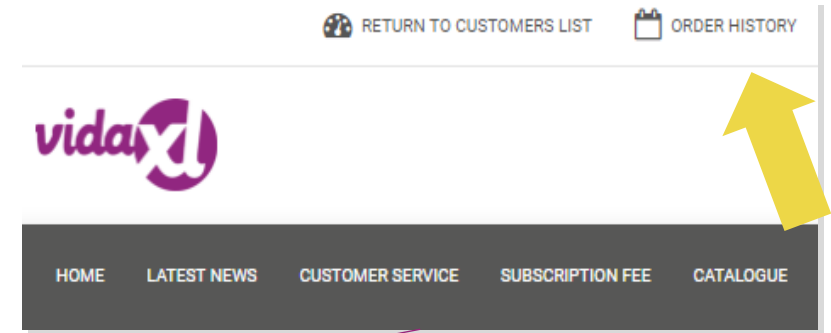 RETURN TO CUSTOMERS LIST ORDER HISTORY
vidaxl
HOME LATEST NEWS CUSTOMER SERVICE SUBSCRIPTION FEE CATALOGUE